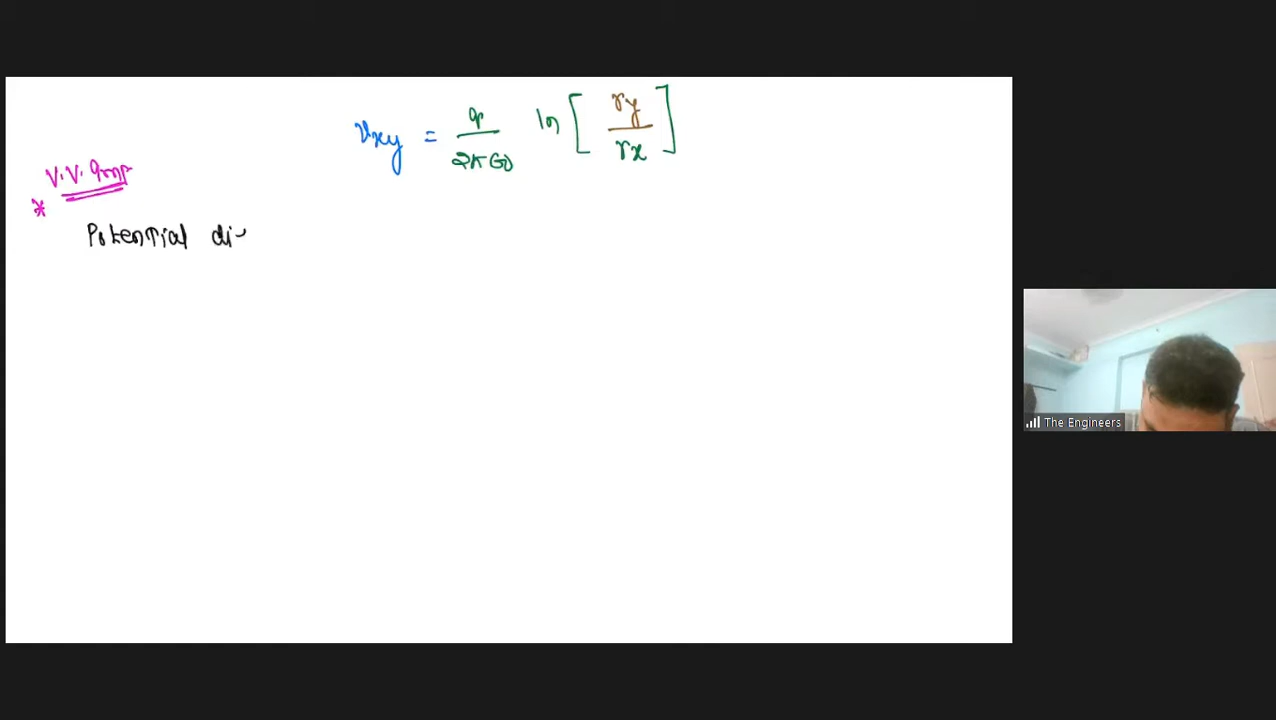 Vxy = q/2πε0 ln [ ry/rx ]
V.V. Imp
* Potential di
The Engineers